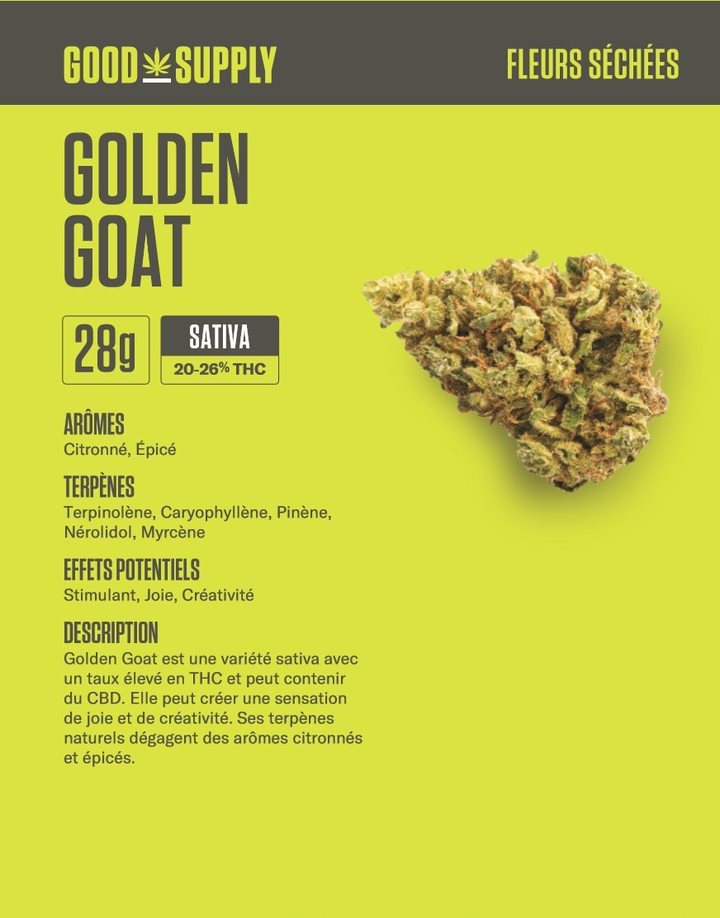 GOOD SUPPLY
FLEURS SÉCHÉES
GOLDEN
GOAT
28g
SATIVA
20-26% THC
ARÔMES
Citronné, Épicé
TERPÈNES
Terpinolène, Caryophyllène, Pinène,
Nérolidol, Myrcène
EFFETS POTENTIELS
Stimulant, Joie, Créativité
DESCRIPTION
Golden Goat est une variété sativa avec
un taux élevé en THC et peut contenir
du CBD. Elle peut créer une sensation
de joie et de créativité. Ses terpènes
naturels dégagent des arômes citronnés
et épicés.